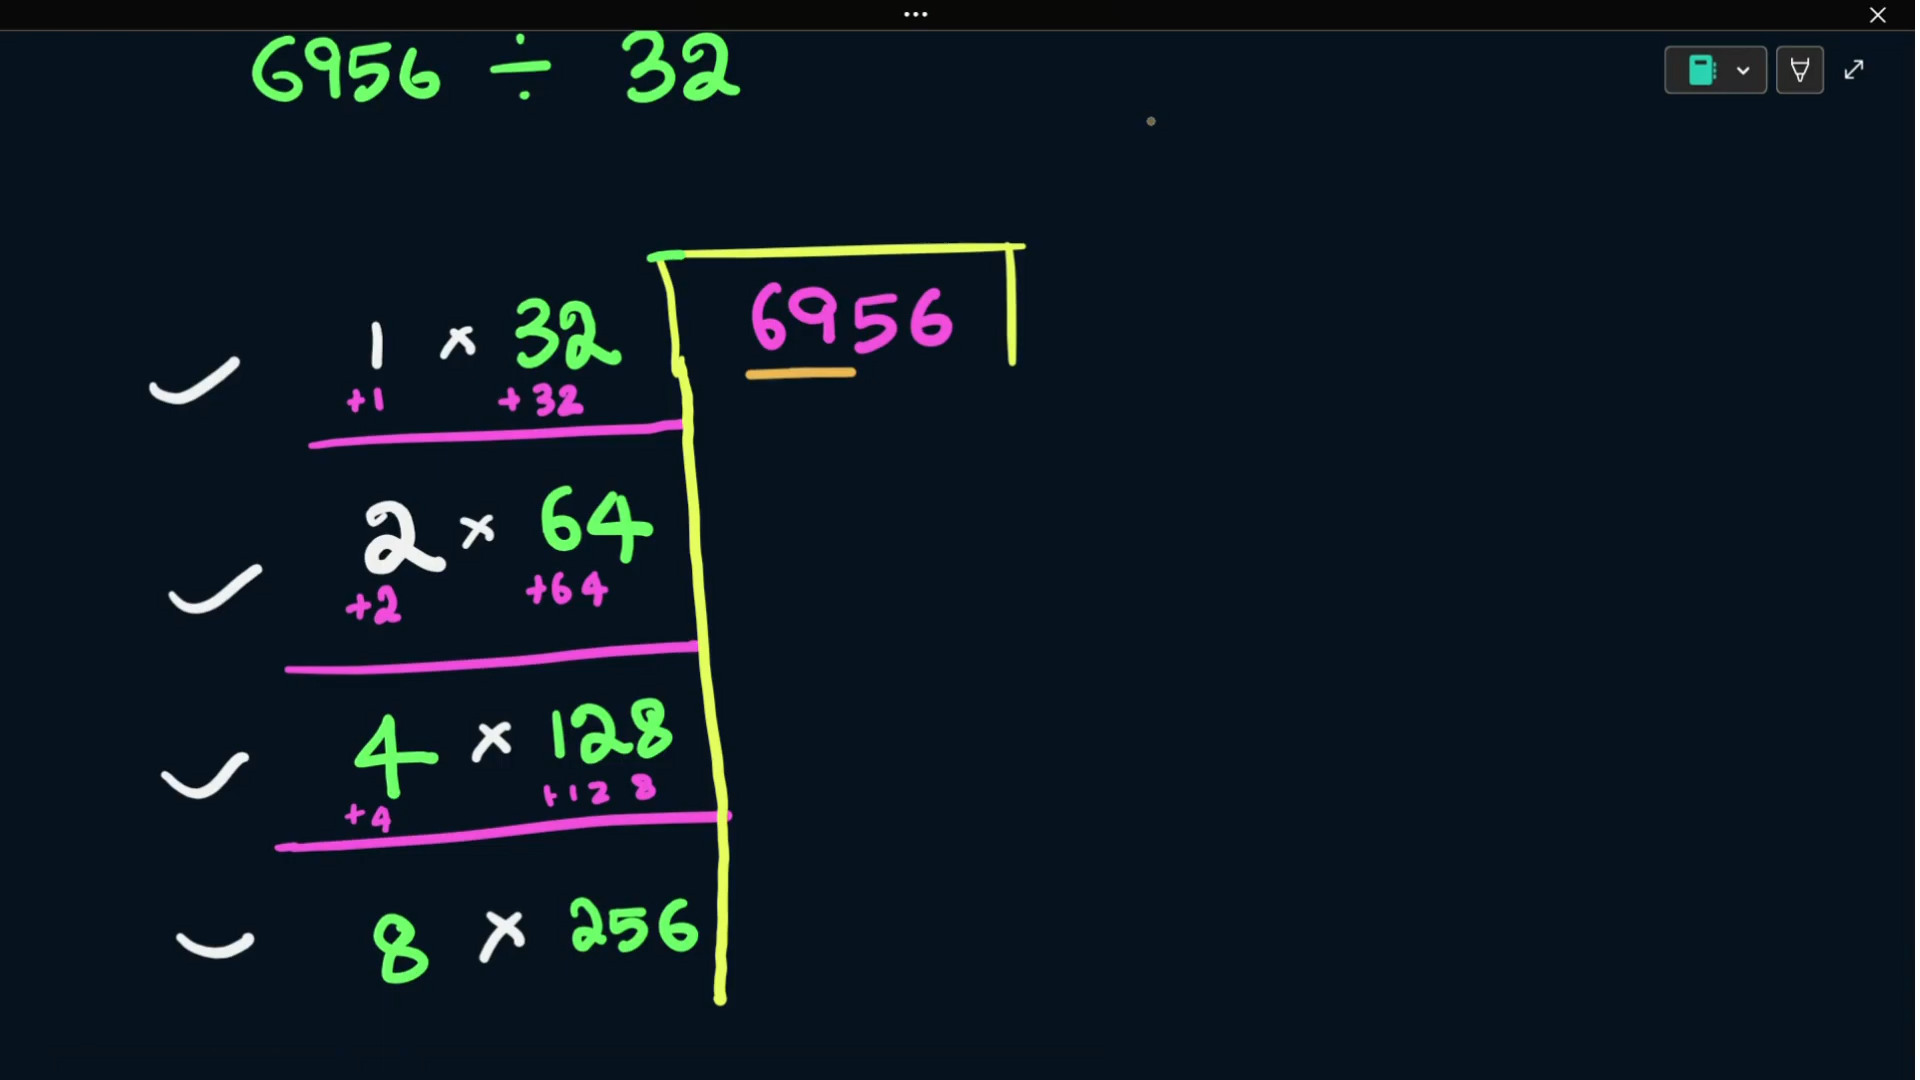 6956 ÷ 32
1 × 32
6956
+1 +32
2 × 64
+2 +64
4 × 128
+4 +128
8 × 256